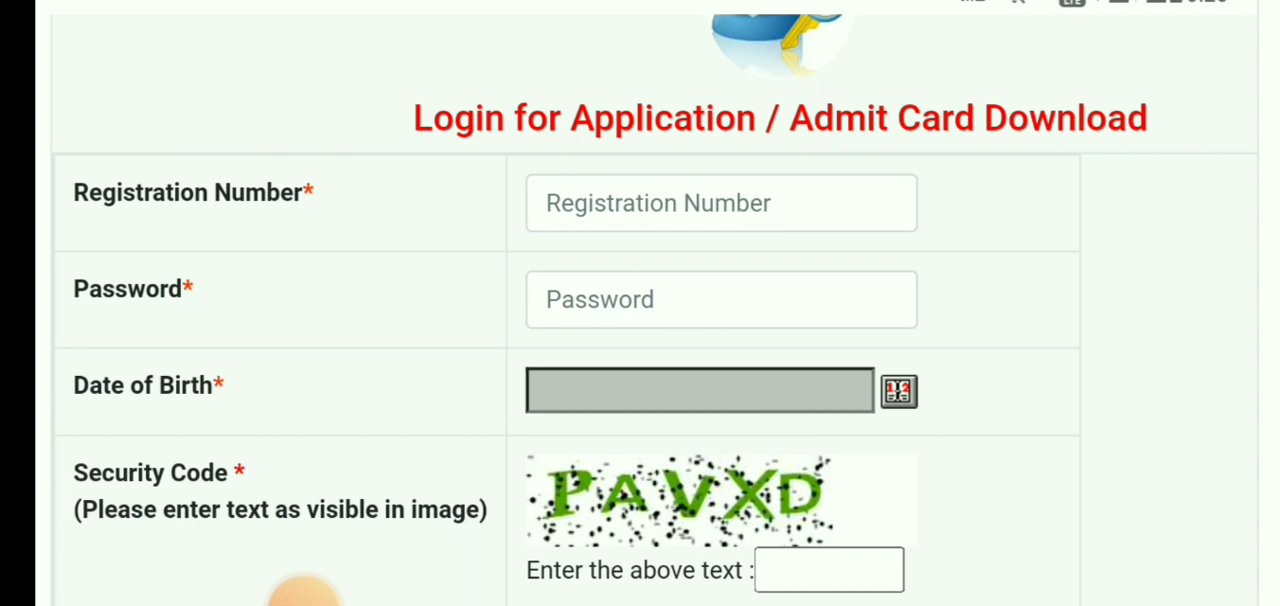 Login for Application / Admit Card Download
Registration Number*
Registration Number
Password*
Password
Date of Birth*
Security Code *
(Please enter text as visible in image)
PAVXD
Enter the above text :